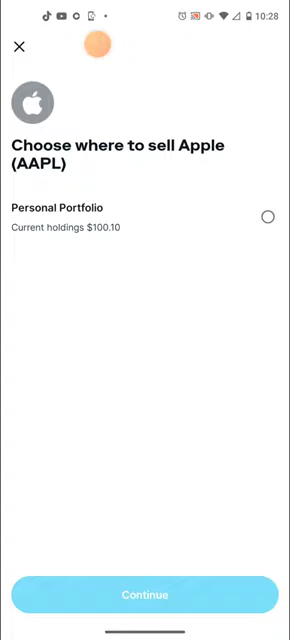 10:28
Choose where to sell Apple
(AAPL)
Personal Portfolio
Current holdings $100.10
Continue